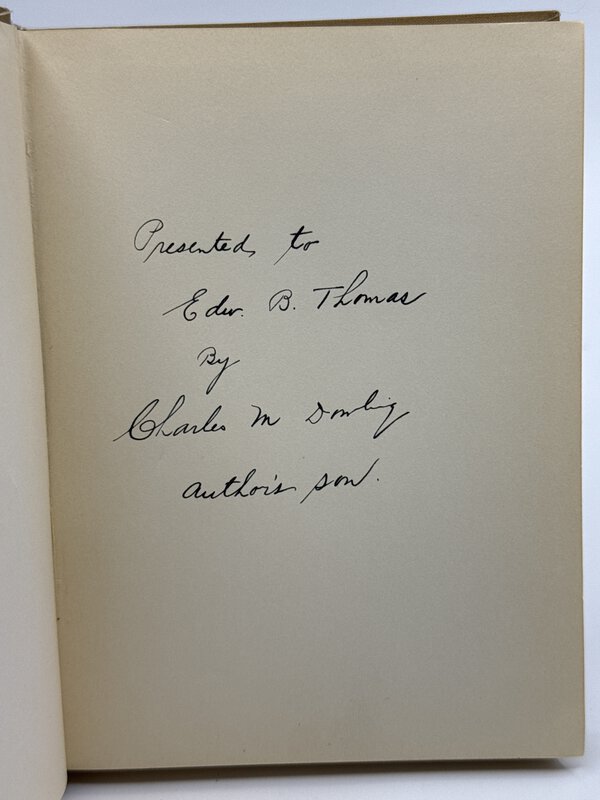 Presented to
Edw. B. Thomas
By
Charles M Dowling
author's son.